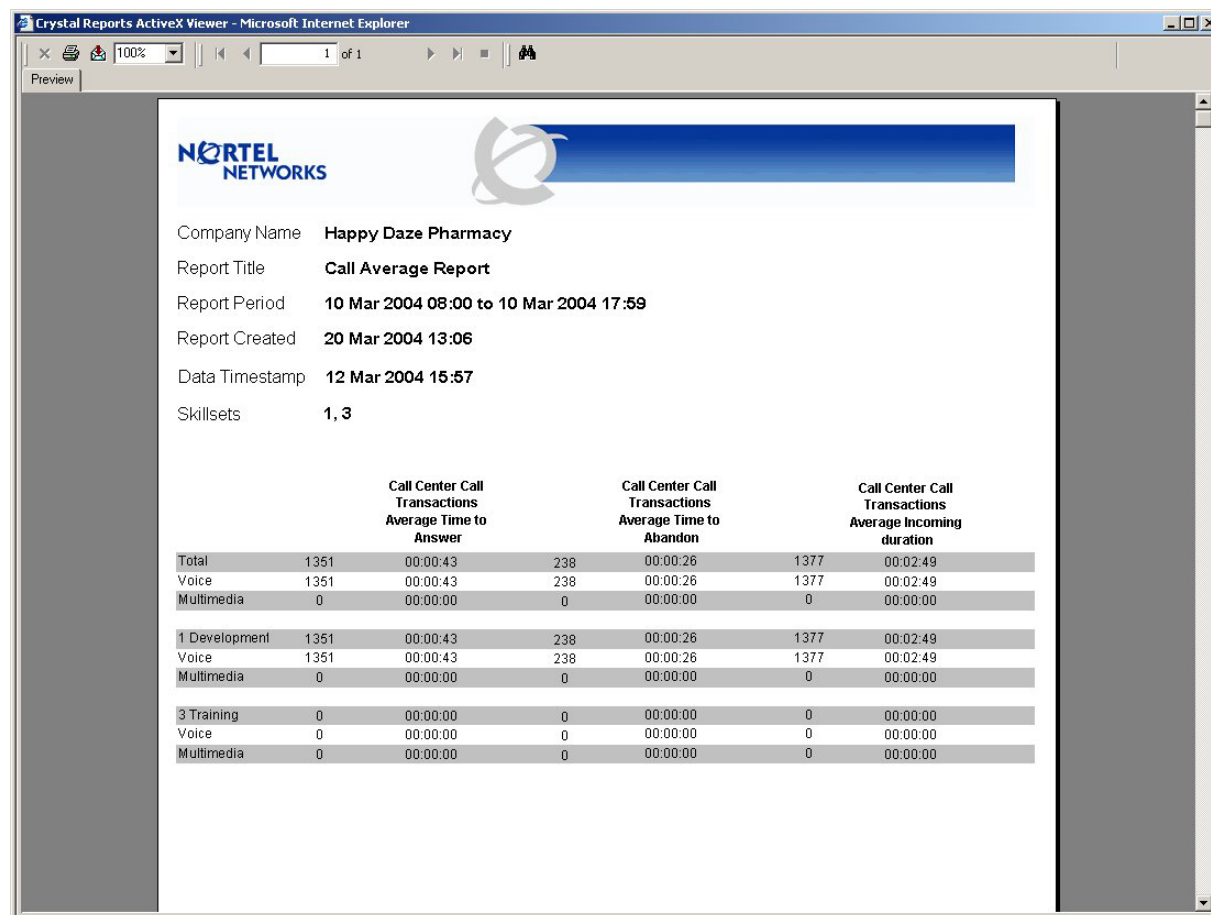 Crystal Reports ActiveX Viewer - Microsoft Internet Explorer
100% 1 of 1
Preview
NORTEL
NETWORKS
Company Name Happy Daze Pharmacy
Report Title Call Average Report
Report Period 10 Mar 2004 08:00 to 10 Mar 2004 17:59
Report Created 20 Mar 2004 13:06
Data Timestamp 12 Mar 2004 15:57
Skillsets 1, 3
Call Center Call Transactions Average Time to Answer
Call Center Call Transactions Average Time to Abandon
Call Center Call Transactions Average Incoming duration
Total 1351 00:00:43 238 00:00:26 1377 00:02:49
Voice 1351 00:00:43 238 00:00:26 1377 00:02:49
Multimedia 0 00:00:00 0 00:00:00 0 00:00:00
1 Development 1351 00:00:43 238 00:00:26 1377 00:02:49
Voice 1351 00:00:43 238 00:00:26 1377 00:02:49
Multimedia 0 00:00:00 0 00:00:00 0 00:00:00
3 Training 0 00:00:00 0 00:00:00 0 00:00:00
Voice 0 00:00:00 0 00:00:00 0 00:00:00
Multimedia 0 00:00:00 0 00:00:00 0 00:00:00